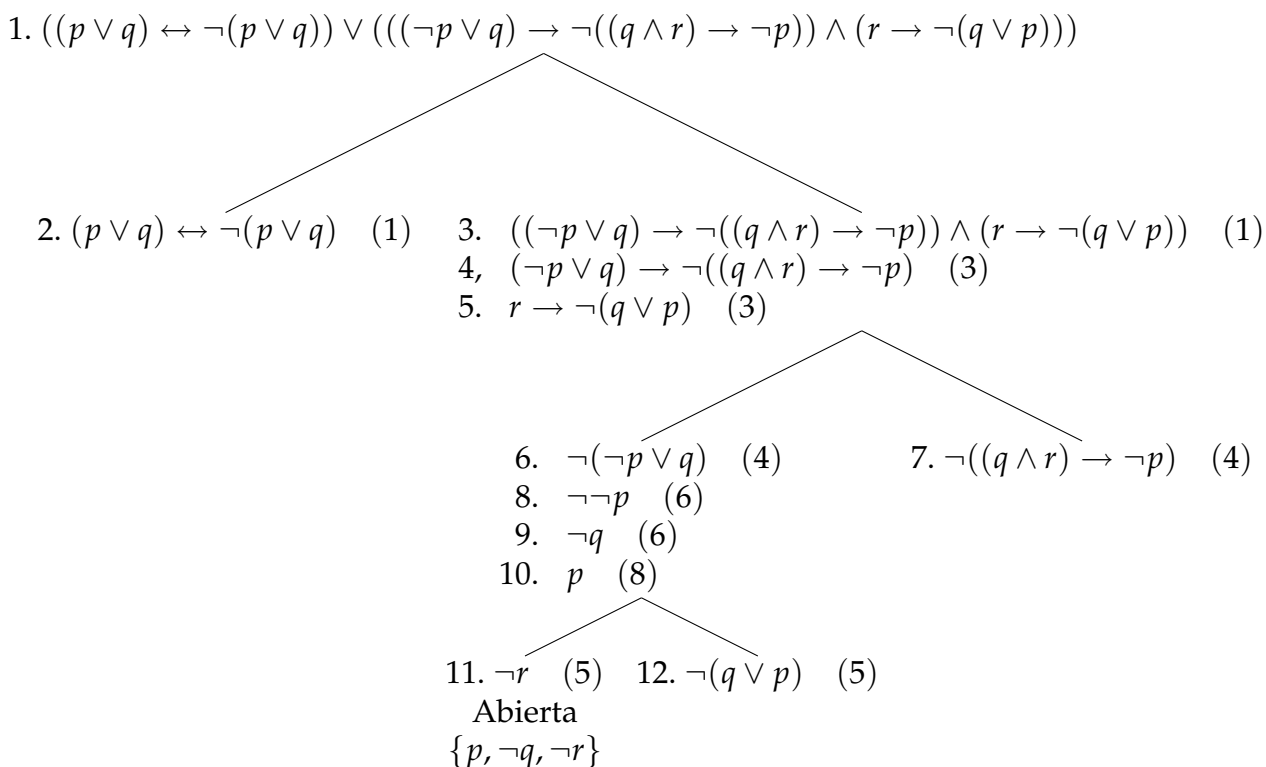 1. ((p ∨ q) ↔ ¬(p ∨ q)) ∨ (((¬p ∨ q) → ¬((q ∧ r) → ¬p)) ∧ (r → ¬(q ∨ p)))
2. (p ∨ q) ↔ ¬(p ∨ q) (1)
3. ((¬p ∨ q) → ¬((q ∧ r) → ¬p)) ∧ (r → ¬(q ∨ p)) (1)
4, (¬p ∨ q) → ¬((q ∧ r) → ¬p) (3)
5. r → ¬(q ∨ p) (3)
6. ¬(¬p ∨ q) (4)
7. ¬((q ∧ r) → ¬p) (4)
8. ¬¬p (6)
9. ¬q (6)
10. p (8)
11. ¬r (5)
12. ¬(q ∨ p) (5)
Abierta
{p, ¬q, ¬r}